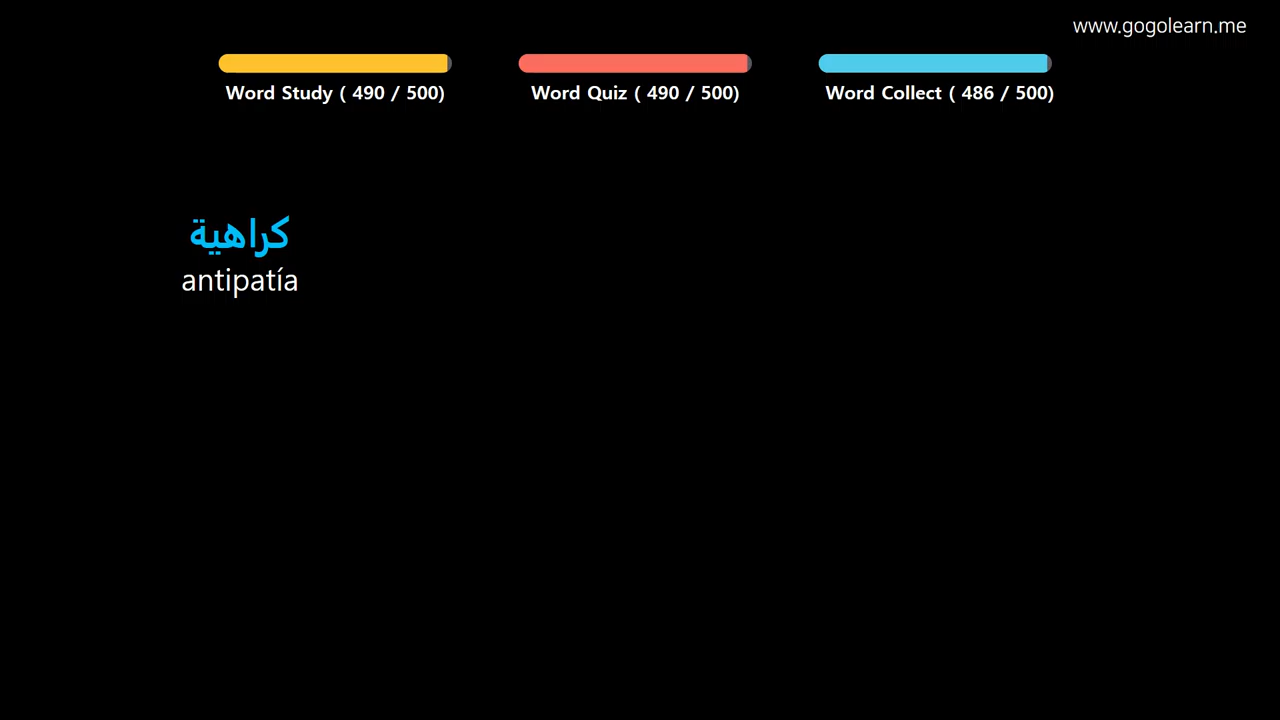 www.gogolearn.me
Word Study ( 490 / 500)
Word Quiz ( 490 / 500)
Word Collect ( 486 / 500)
كراهية
antipatía